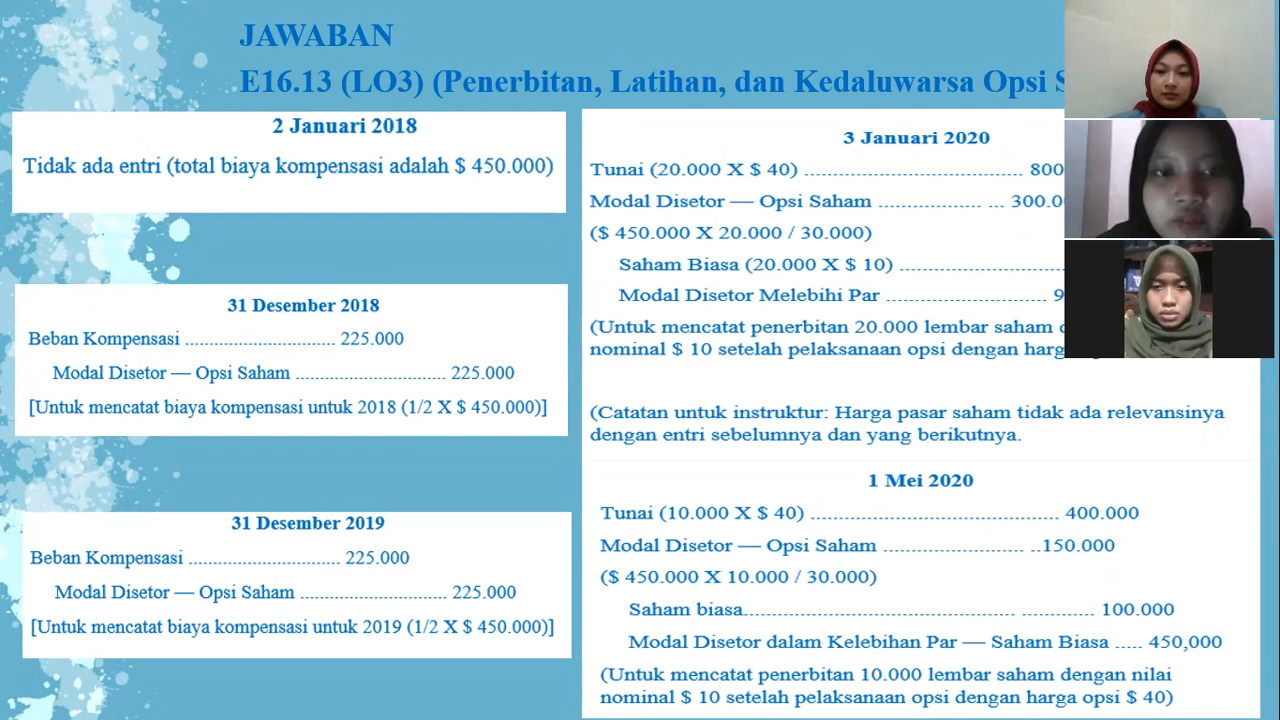 JAWABAN
E16.13 (LO3) (Penerbitan, Latihan, dan Kedaluwarsa Opsi
2 Januari 2018
Tidak ada entri (total biaya kompensasi adalah $ 450.000)
31 Desember 2018
Beban Kompensasi ................................ 225.000
Modal Disetor — Opsi Saham ................................ 225.000
[Untuk mencatat biaya kompensasi untuk 2018 (1/2 X $ 450.000)]
31 Desember 2019
Beban Kompensasi ................................ 225.000
Modal Disetor — Opsi Saham ............................... 225.000
[Untuk mencatat biaya kompensasi untuk 2019 (1/2 X $ 450.000)]
3 Januari 2020
Tunai (20.000 X $ 40) ........................................ 800
Modal Disetor — Opsi Saham ................... ... 300.0
($ 450.000 X 20.000 / 30.000)
Saham Biasa (20.000 X $ 10) ..............................
Modal Disetor Melebihi Par ............................. 9
(Untuk mencatat penerbitan 20.000 lembar saham
nominal $ 10 setelah pelaksanaan opsi dengan
(Catatan untuk instruktur: Harga pasar saham tidak ada relevansinya
dengan entri sebelumnya dan yang berikutnya.
1 Mei 2020
Tunai (10.000 X $ 40) ............................................. 400.000
Modal Disetor — Opsi Saham ........................... ..150.000
($ 450.000 X 10.000 / 30.000)
Saham biasa................................................. ............. 100.000
Modal Disetor dalam Kelebihan Par — Saham Biasa ..... 450,000
(Untuk mencatat penerbitan 10.000 lembar saham dengan nilai
nominal $ 10 setelah pelaksanaan opsi dengan harga opsi $ 40)